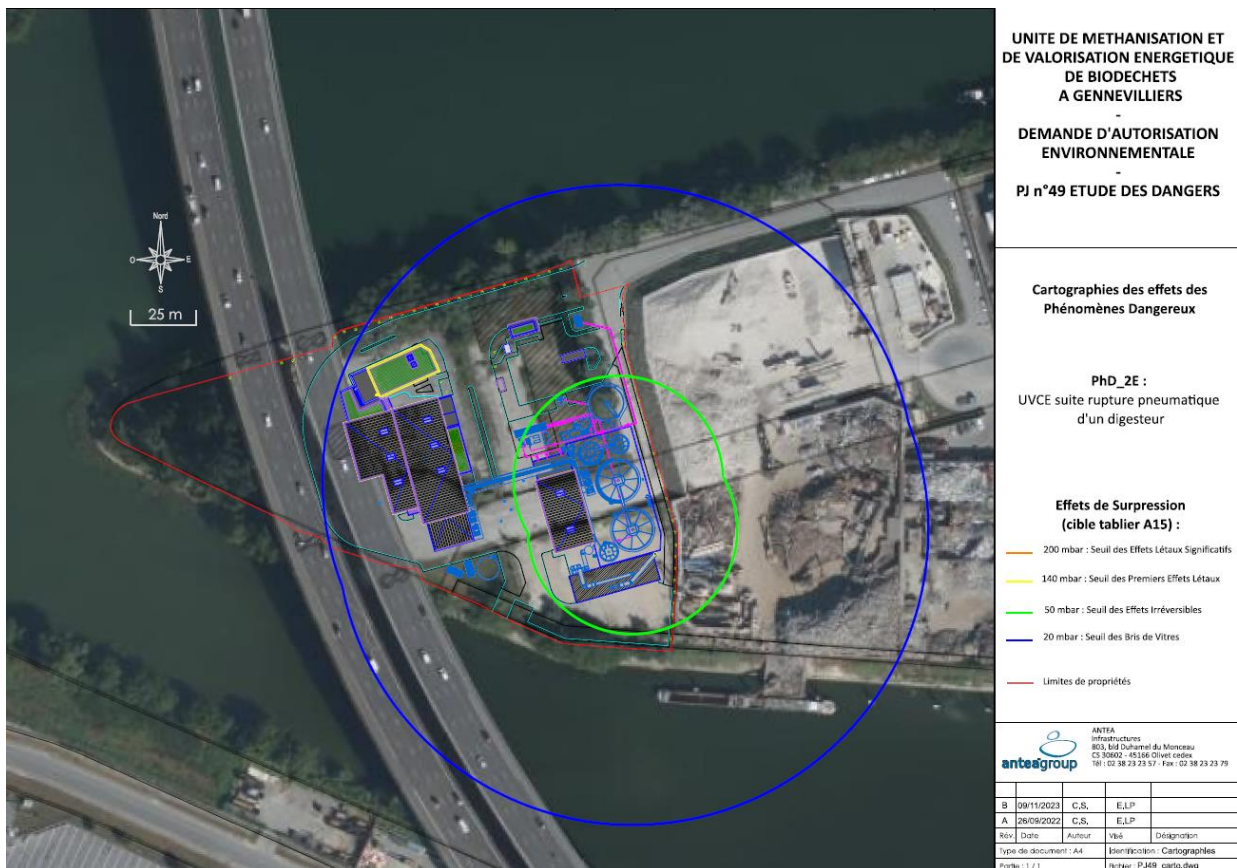 UNITE DE METHANISATION ET
DE VALORISATION ENERGETIQUE
DE BIODECHETS
A GENNEVILLIERS
-
DEMANDE D'AUTORISATION
ENVIRONNEMENTALE
-
PJ n°49 ETUDE DES DANGERS
Nord
O
E
S
25 m
Cartographies des effets des
Phénomènes Dangereux
PhD_2E :
UVCE suite rupture pneumatique
d'un digesteur
Effets de Surpression
(cible tablier A15) :
200 mbar : Seuil des Effets Létaux Significatifs
140 mbar : Seuil des Premiers Effets Létaux
50 mbar : Seuil des Effets Irréversibles
20 mbar : Seuil des Bris de Vitres
Limites de propriétés
anteagroup
ANTEA
Infrastructures
803, bld Duhamel du Monceau
CS 30602 - 45166 Olivet cedex
Tél : 02 38 23 23 57 - Fax : 02 38 23 23 79
B 09/11/2023 C.S. E.LP
A 26/09/2022 C.S. E.LP
Rév. Date Auteur Visé Désignation
Type de document : A4 Identification : Cartographies
Partie : 1 / 1 Fichier : PJ49_carto.dwg